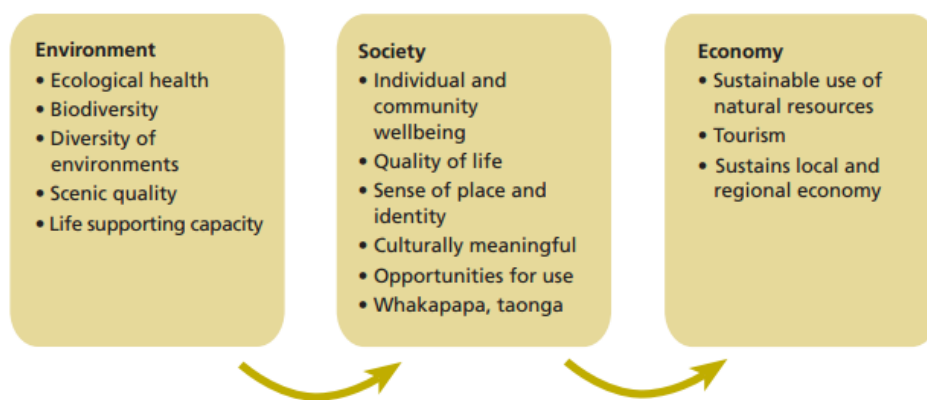 Environment
• Ecological health
• Biodiversity
• Diversity of
environments
• Scenic quality
• Life supporting capacity
Society
• Individual and
community
wellbeing
• Quality of life
• Sense of place and
identity
• Culturally meaningful
• Opportunities for use
• Whakapapa, taonga
Economy
• Sustainable use of
natural resources
• Tourism
• Sustains local and
regional economy